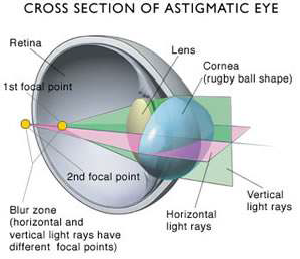 CROSS SECTION OF ASTIGMATIC EYE
Retina
Lens
Cornea
(rugby ball shape)
1st focal point
2nd focal point
Blur zone
(horizontal and
vertical light rays have
different focal points)
Horizontal
light rays
Vertical
light rays